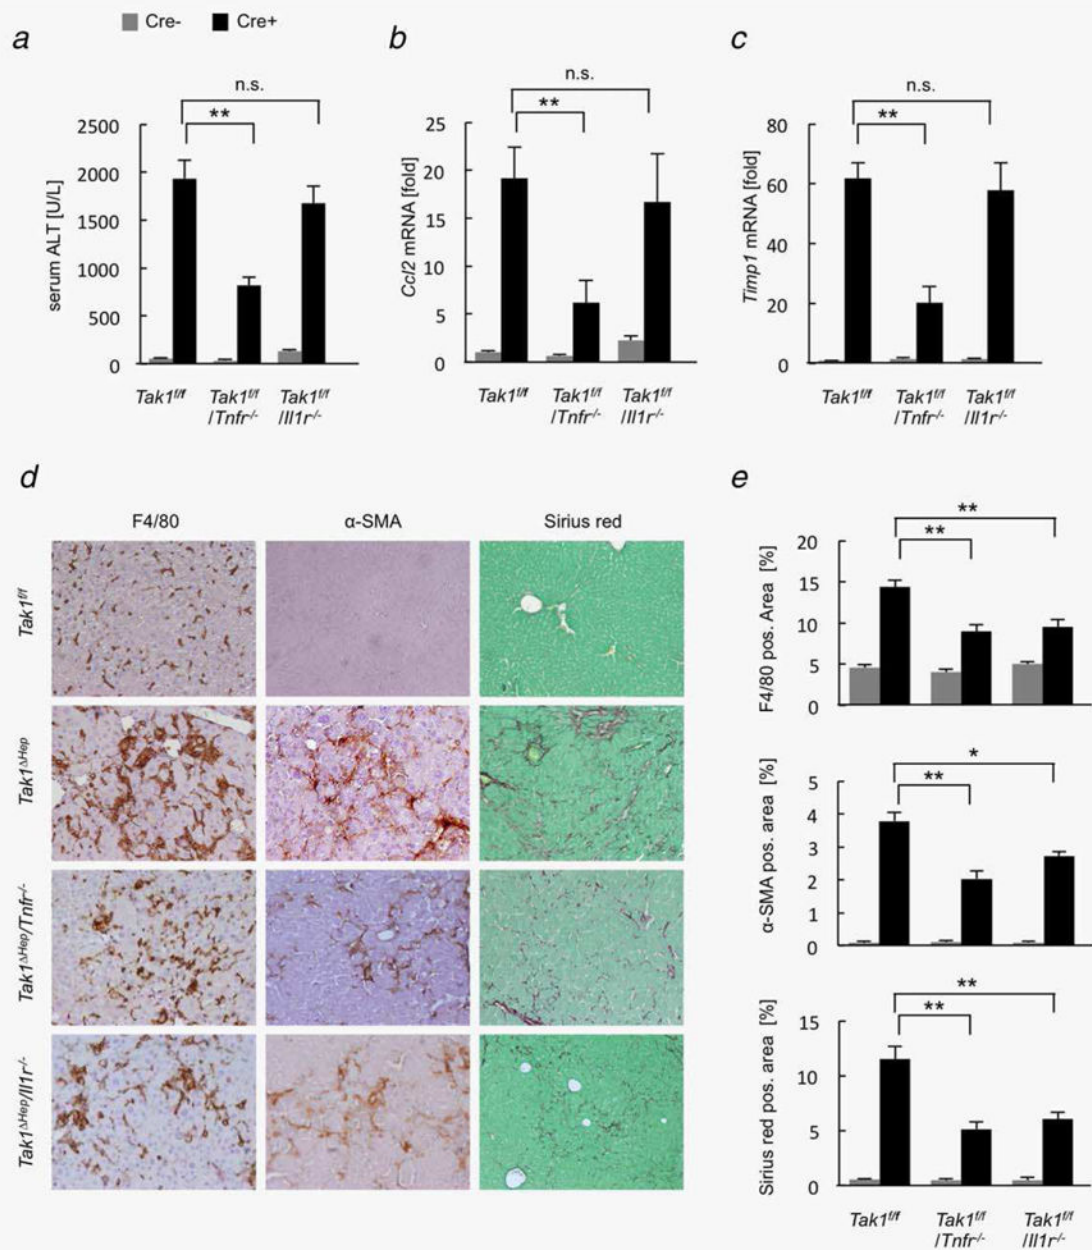 Cre- Cre+
a
n.s.
**
2500
2000
1500
1000
500
0
serum ALT [U/L]
Tak1f/f Tak1f/f Tak1f/f
/Tnfr-/- /Il1r-/-
b
n.s.
**
25
20
15
10
5
0
Ccl2 mRNA [fold]
Tak1f/f Tak1f/f Tak1f/f
/Tnfr-/- /Il1r-/-
c
n.s.
**
80
60
40
20
0
Timp1 mRNA [fold]
Tak1f/f Tak1f/f Tak1f/f
/Tnfr-/- /Il1r-/-
d
F4/80 α-SMA Sirius red
Tak1f/f
Tak1ΔHep
Tak1ΔHep/Tnfr-/-
Tak1ΔHep/Il1r-/-
e
**
**
20
15
10
5
0
F4/80 pos. Area [%]
*
**
5
4
3
2
1
0
α-SMA pos. area [%]
**
**
15
10
5
0
Sirius red pos. area [%]
Tak1f/f Tak1f/f Tak1f/f
/Tnfr-/- /Il1r-/-